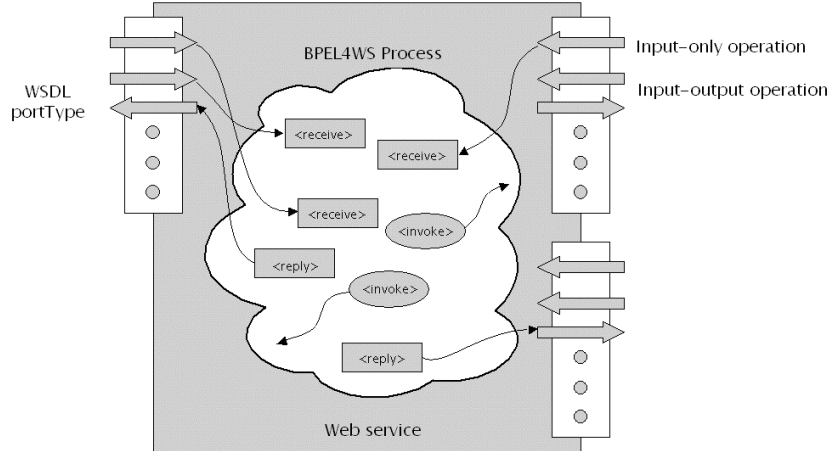 BPEL4WS Process
Input-only operation
WSDL
portType
Input-output operation
<receive>
<receive>
<receive>
<invoke>
<reply>
<invoke>
<reply>
Web service